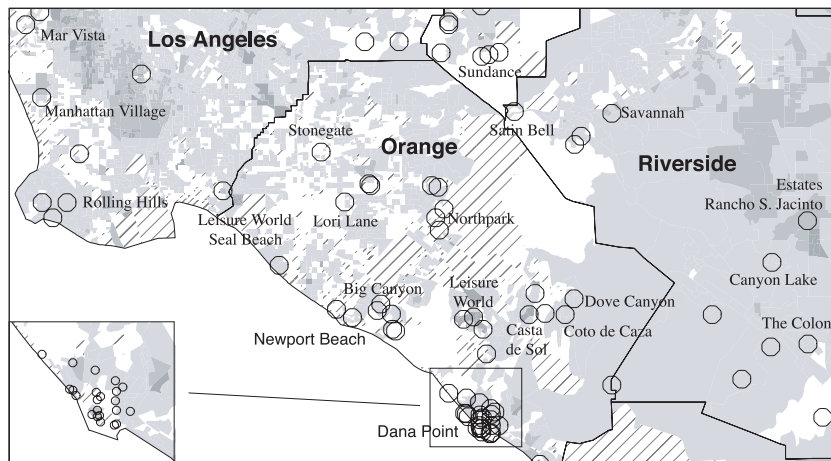 Mar Vista
Los Angeles
Sundance
Manhattan Village
Savannah
Satin Bell
Stonegate
Orange
Riverside
Estates
Rancho S. Jacinto
Rolling Hills
Leisure World
Seal Beach
Lori Lane
Northpark
Canyon Lake
Big Canyon
Leisure
World
Dove Canyon
Newport Beach
Casta
de Sol
Coto de Caza
The Colon
Dana Point